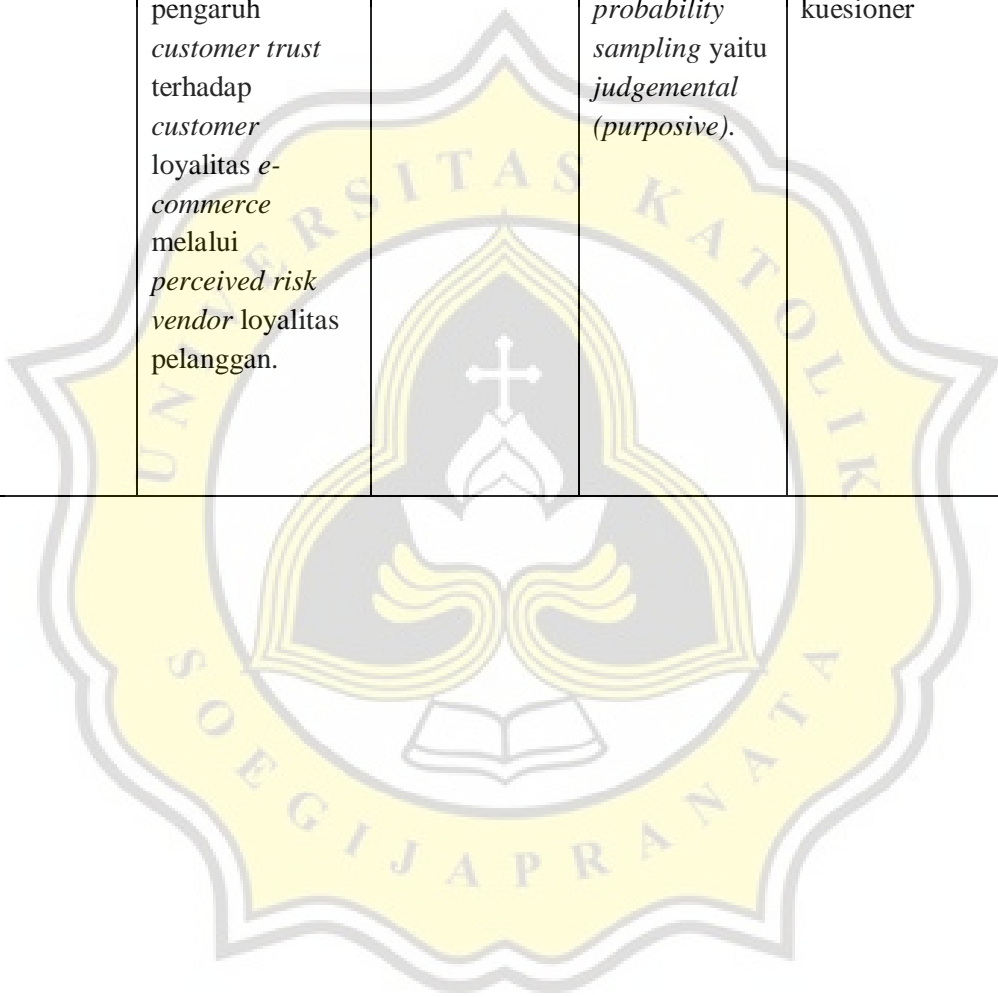 pengaruh
customer trust
terhadap
customer
loyalitas e-
commerce
melalui
perceived risk
vendor loyalitas
pelanggan.
probability
sampling yaitu
judgemental
(purposive).
kuesioner
UNIVERSITAS KATOLIK
SOEGIJAPRANATA